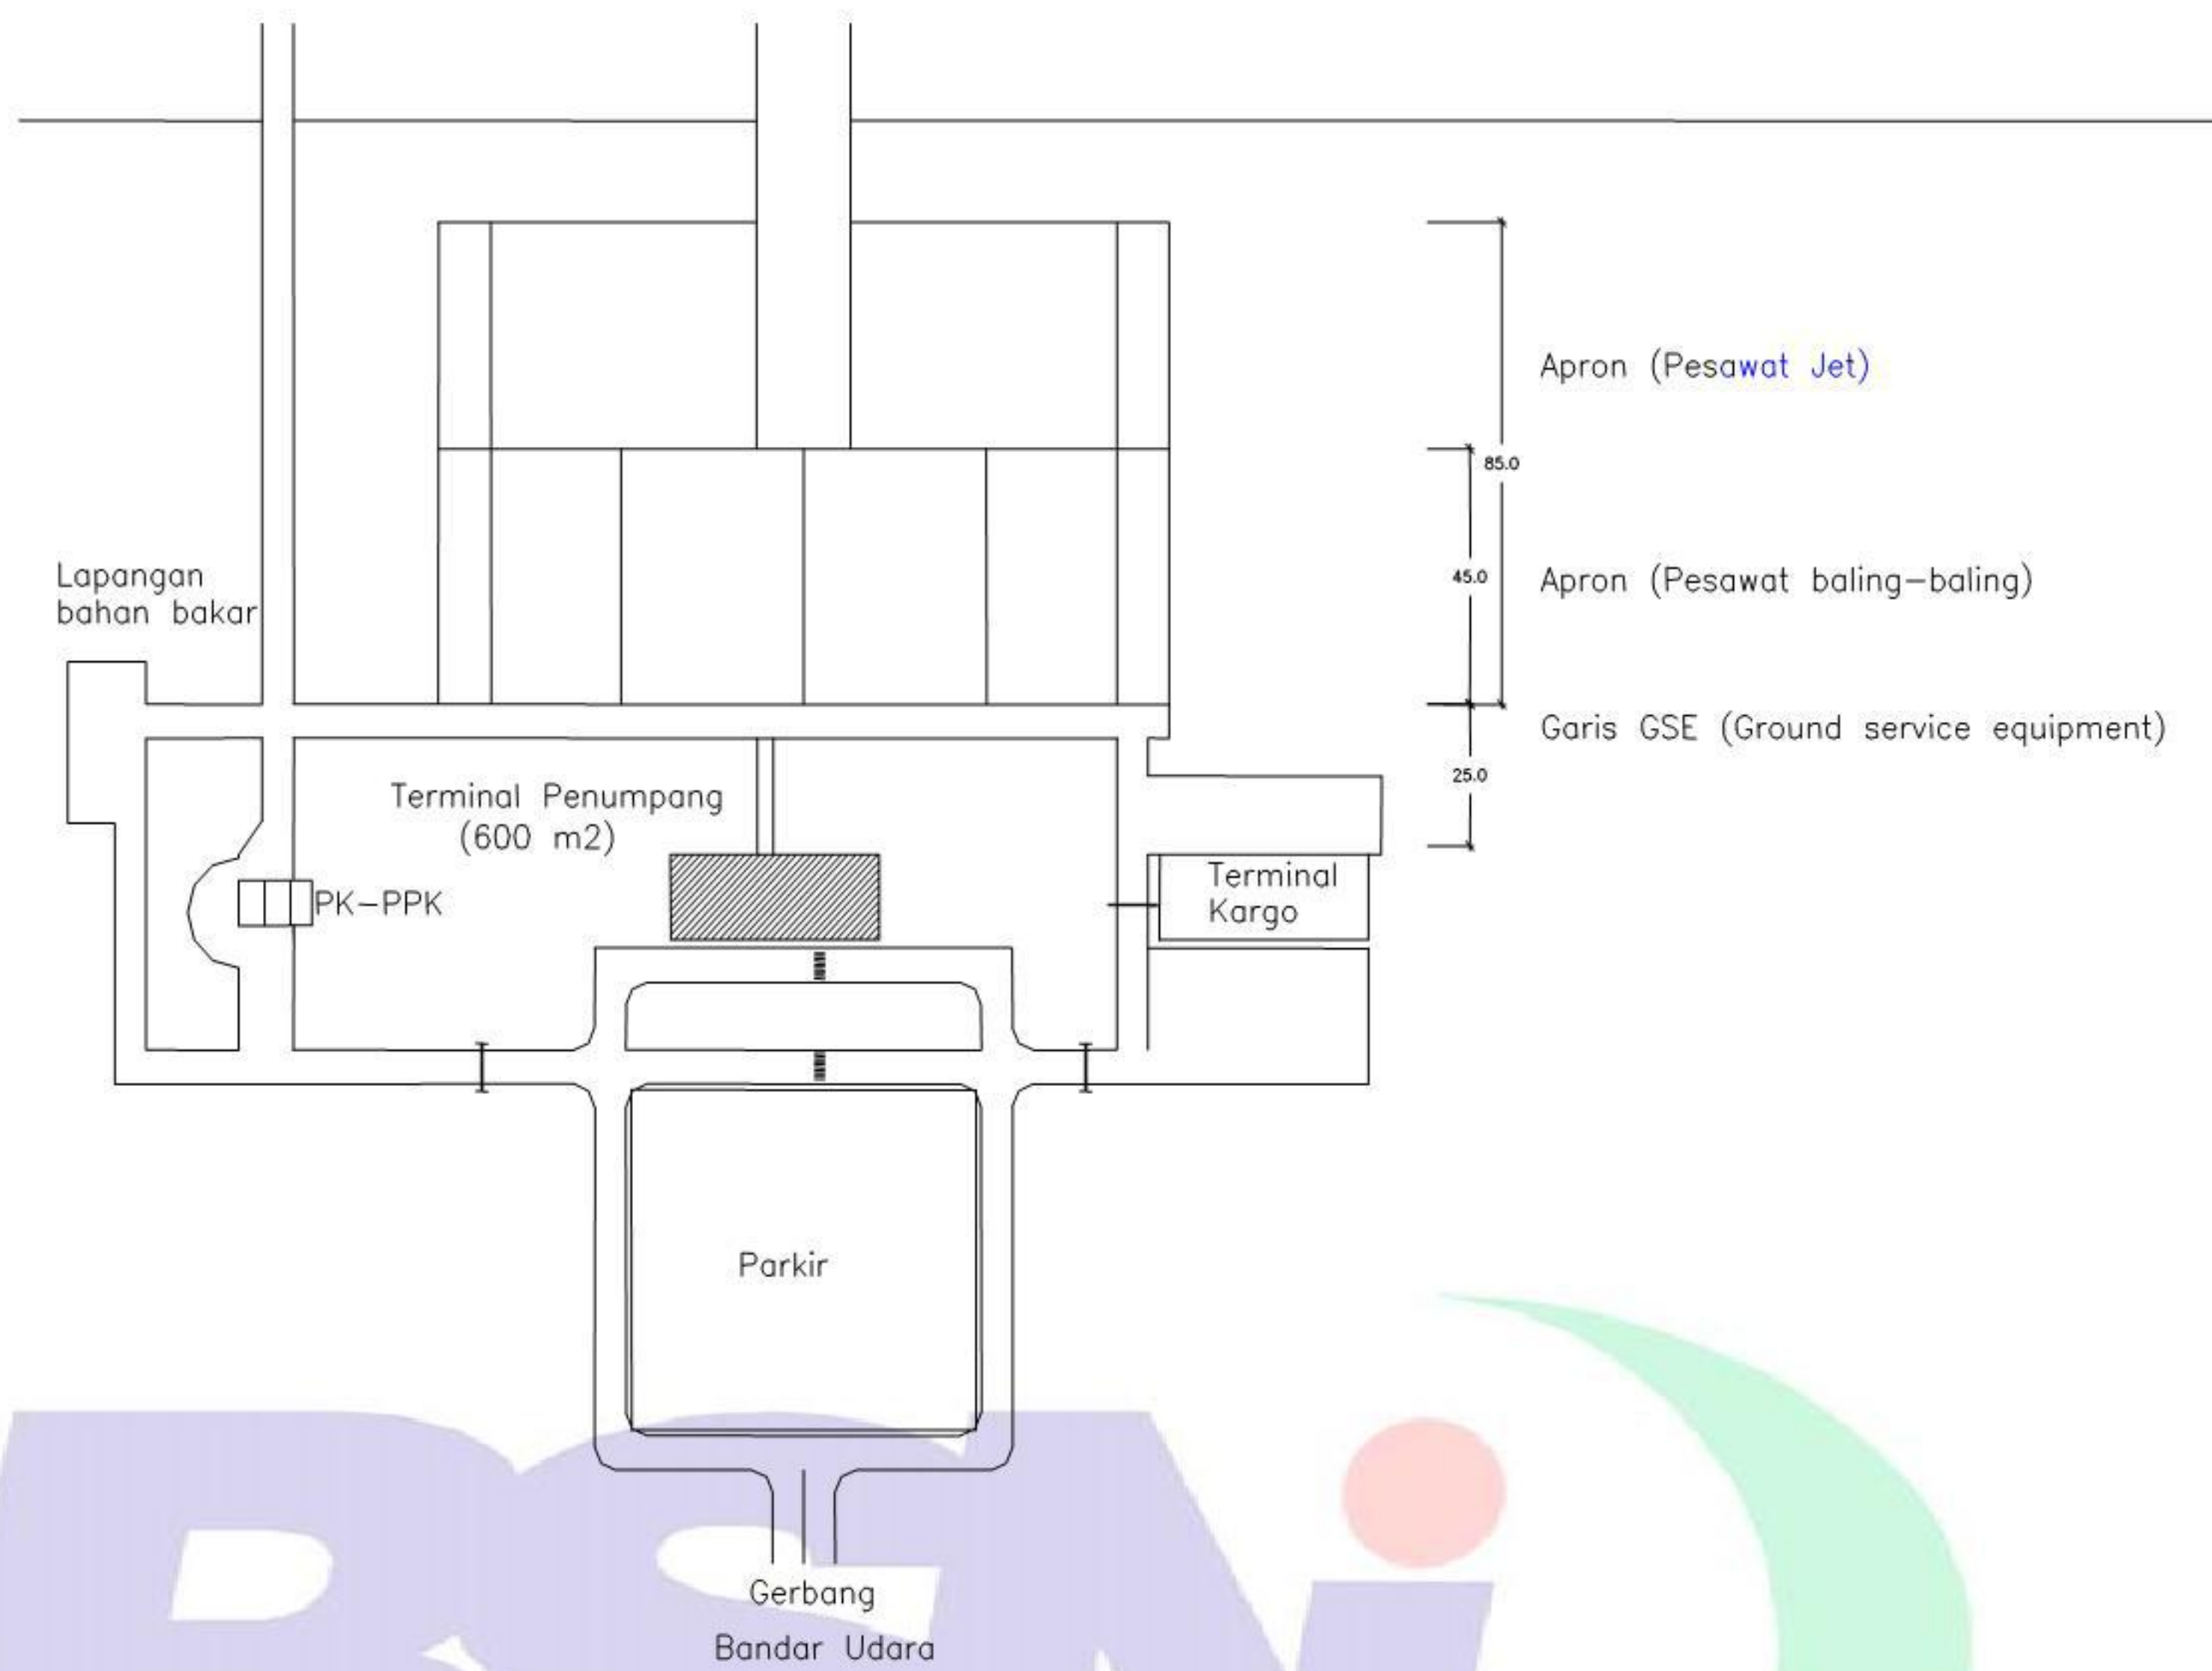 Apron (Pesawat Jet)
85.0
Lapangan
bahan bakar
45.0
Apron (Pesawat baling-baling)
Garis GSE (Ground service equipment)
25.0
Terminal Penumpang
(600 m2)
PK-PPK
Terminal
Kargo
Parkir
Gerbang
Bandar Udara